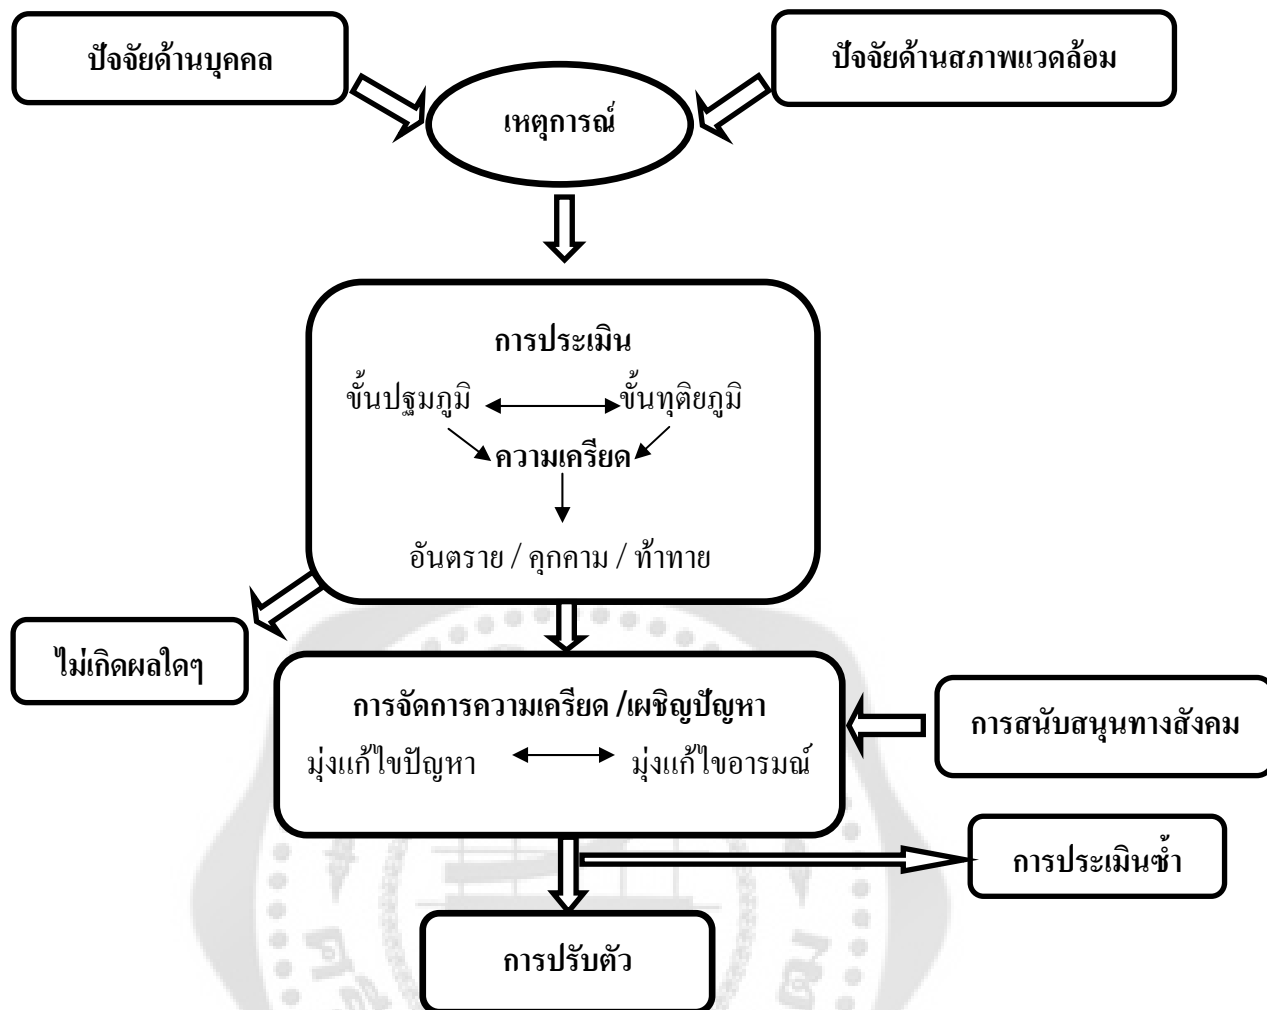 ปัจจัยด้านบุคคล
ปัจจัยด้านสภาพแวดล้อม
เหตุการณ์
การประเมิน
ขั้นปฐมภูมิ
ขั้นทุติยภูมิ
ความเครียด
อันตราย / คุกคาม / ท้าทาย
ไม่เกิดผลใดๆ
การจัดการความเครียด /เผชิญปัญหา
มุ่งแก้ไขปัญหา
มุ่งแก้ไขอารมณ์
การสนับสนุนทางสังคม
การประเมินซ้ำ
การปรับตัว